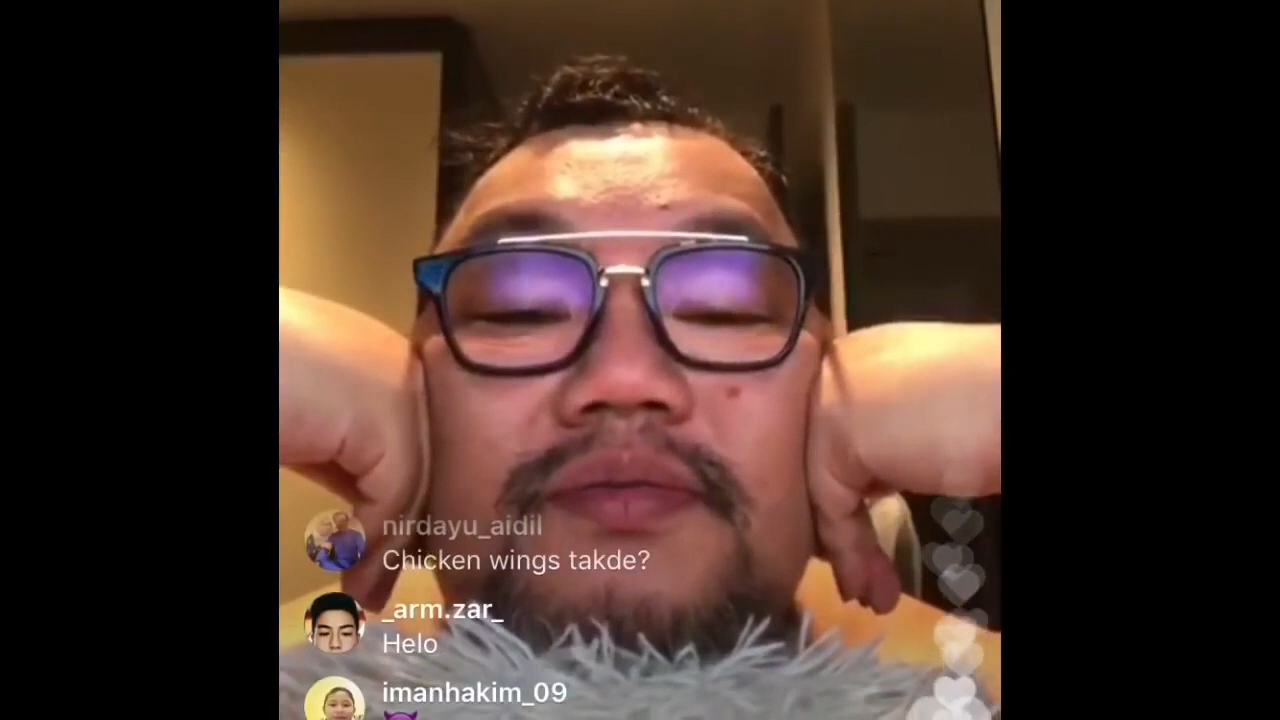 nirdayu_aidil
Chicken wings takde?
_arm.zar_
Helo
imanhakim_09
😈